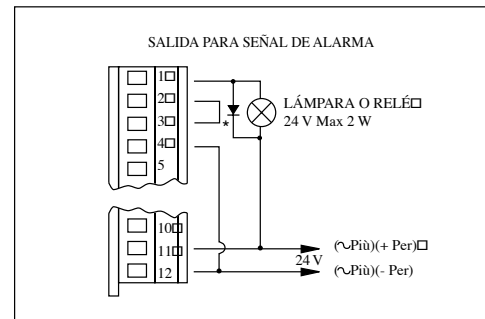 SALIDA PARA SEÑAL DE ALARMA
1□
2□
3□
4□
5
*
LÁMPARA O RELÉ□
24 V Max 2 W
10□
11□
12
24 V
(∿Più)(+ Per)□
(∿Più)(- Per)